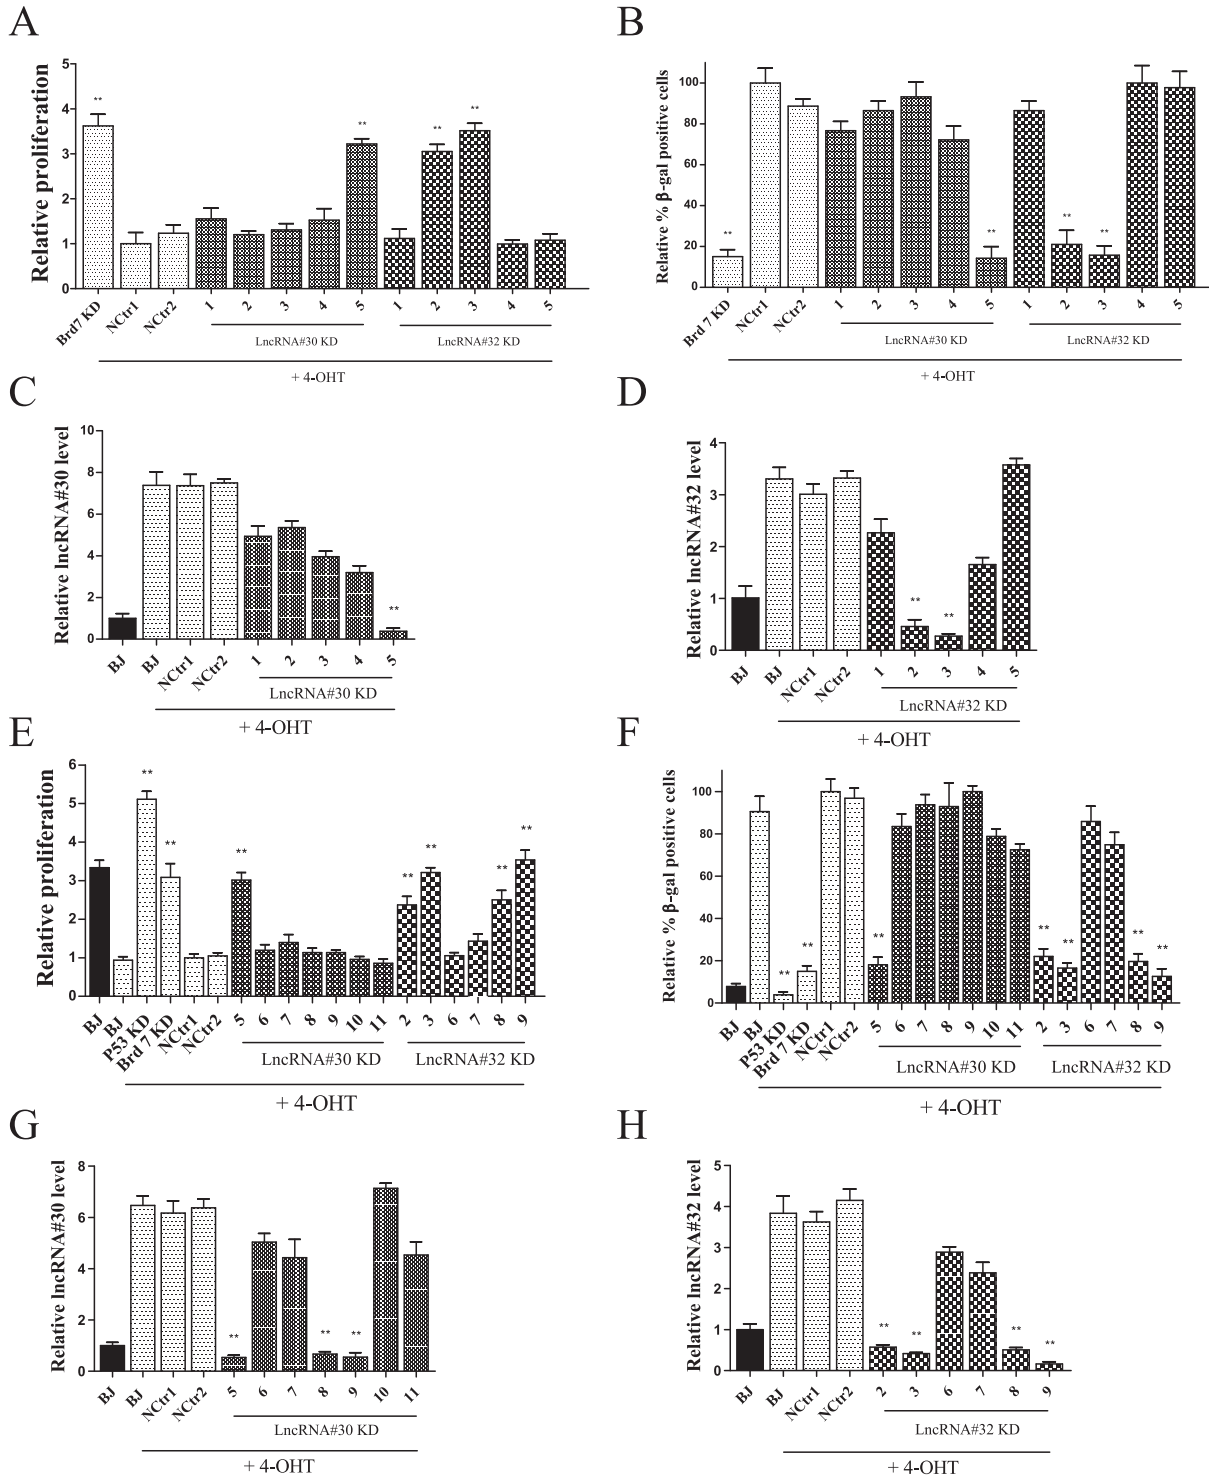 A
Relative proliferation
5
4
3
2
1
0
**
**
**
**
Brd7 KD
NCtr1
NCtr2
1
2
3
4
5
1
2
3
4
5
LncRNA#30 KD
LncRNA#32 KD
+ 4-OHT
B
Relative % β-gal positive cells
100
80
60
40
20
0
**
**
**
**
Brd 7 KD
NCtr1
NCtr2
1
2
3
4
5
1
2
3
4
5
LncRNA#30 KD
LncRNA#32 KD
+ 4-OHT
C
Relative lncRNA#30 level
10
8
6
4
2
0
**
BJ
BJ
NCtr1
NCtr2
1
2
3
4
5
LncRNA#30 KD
+ 4-OHT
D
Relative lncRNA#32 level
4
3
2
1
0
**
**
BJ
BJ
NCtr1
NCtr2
1
2
3
4
5
LncRNA#32 KD
+ 4-OHT
E
Relative proliferation
6
5
4
3
2
1
0
**
**
**
**
**
**
**
BJ
BJ
P53 KD
Brd 7 KD
NCtr1
NCtr2
5
6
7
8
9
10
11
2
3
6
7
8
9
LncRNA#30 KD
LncRNA#32 KD
+ 4-OHT
F
Relative % β-gal positive cells
100
80
60
40
20
0
**
**
**
**
**
**
**
BJ
BJ
P53 KD
Brd 7 KD
NCtr1
NCtr2
5
6
7
8
9
10
11
2
3
6
7
8
9
LncRNA#30 KD
LncRNA#32 KD
+ 4-OHT
G
Relative lncRNA#30 level
8
6
4
2
0
**
**
**
BJ
BJ
NCtr1
NCtr2
5
6
7
8
9
10
11
LncRNA#30 KD
+ 4-OHT
H
Relative lncRNA#32 level
5
4
3
2
1
0
**
**
**
**
BJ
BJ
NCtr1
NCtr2
2
3
6
7
8
9
LncRNA#32 KD
+ 4-OHT